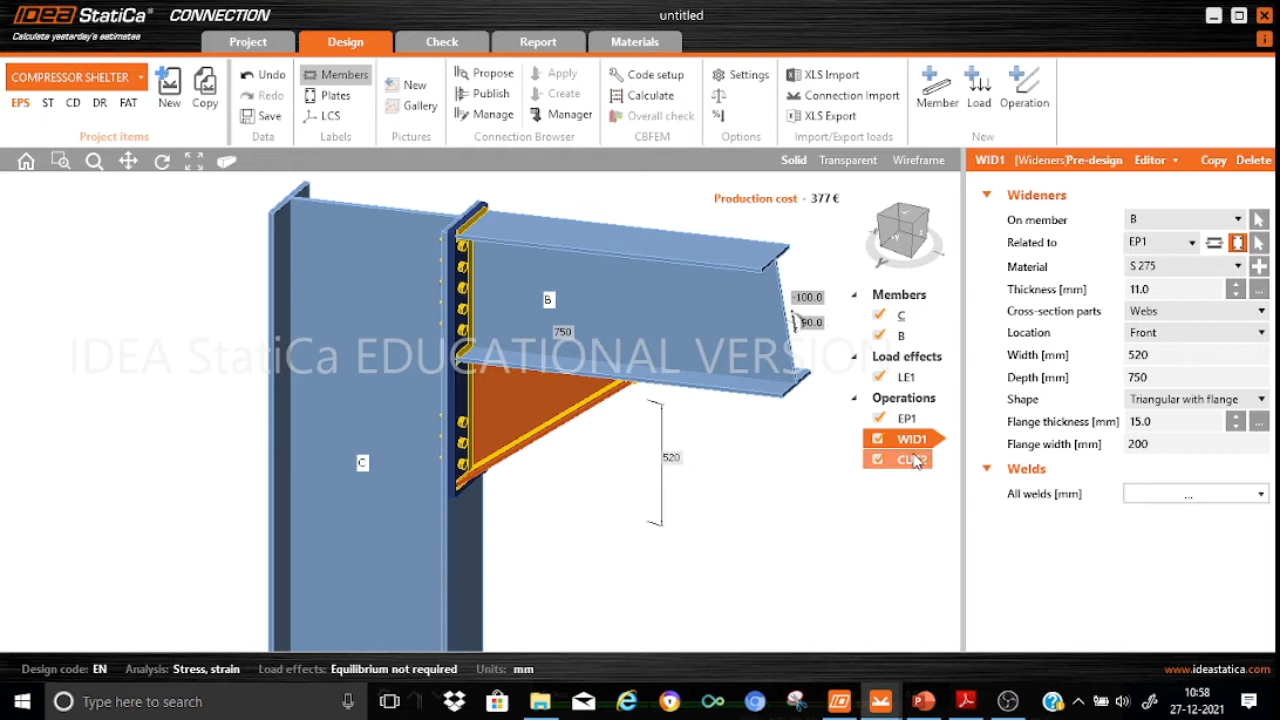 IDEA StatiCa® CONNECTION
Calculate yesterday's estimates
untitled
Project Design Check Report Materials
COMPRESSOR SHELTER
EPS ST CD DR FAT
New Copy
Project items
Undo
Redo
Save
Data
Members
Plates
LCS
Labels
New
Gallery
Pictures
Propose
Publish
Manage
Apply
Create
Manager
Connection Browser
Code setup
Calculate
Overall check
CBFEM
Settings
Options
XLS Import
Connection Import
XLS Export
Import/Export loads
Member Load Operation
New
Solid Transparent Wireframe
WID1 [Wideners] Pre-design Editor Copy Delete
Production cost - 377 €
B
750
-100.0
90.0
520
C
IDEA StatiCa EDUCATIONAL VERSION
Members
C
B
Load effects
LE1
Operations
EP1
WID1
Wideners
On member B
Related to EP1
Material S 275
Thickness [mm] 11.0
Cross-section parts Webs
Location Front
Width [mm] 520
Depth [mm] 750
Shape Triangular with flange
Flange thickness [mm] 15.0
Flange width [mm] 200
Welds
All welds [mm] ...
Design code: EN Analysis: Stress, strain Load effects: Equilibrium not required Units: mm
www.ideastatica.com
Type here to search
10:58
27-12-2021